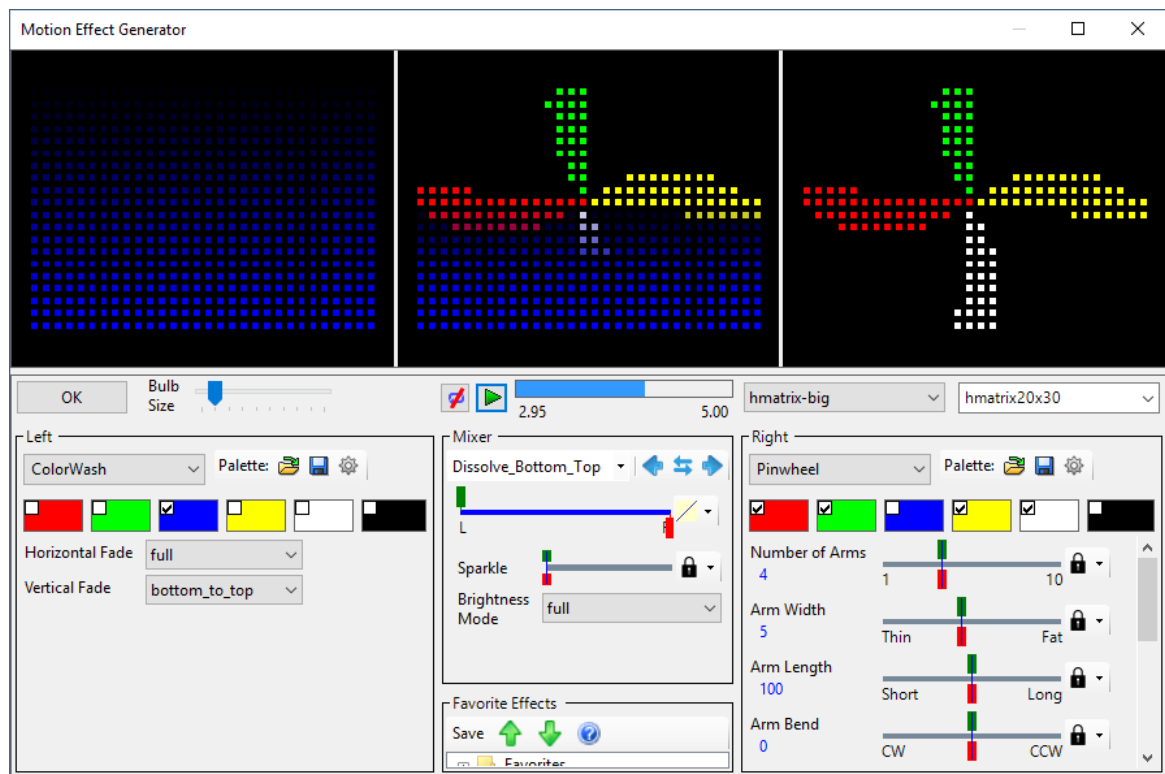 Motion Effect Generator
OK
Bulb
Size
2.95
5.00
hmatrix-big
hmatrix20x30
Left
ColorWash
Palette:
Horizontal Fade
full
Vertical Fade
bottom_to_top
Mixer
Dissolve_Bottom_Top
L
Sparkle
Brightness
Mode
full
Favorite Effects
Save
Favorites
Right
Pinwheel
Palette:
Number of Arms
4
1
10
Arm Width
5
Thin
Fat
Arm Length
100
Short
Long
Arm Bend
0
CW
CCW